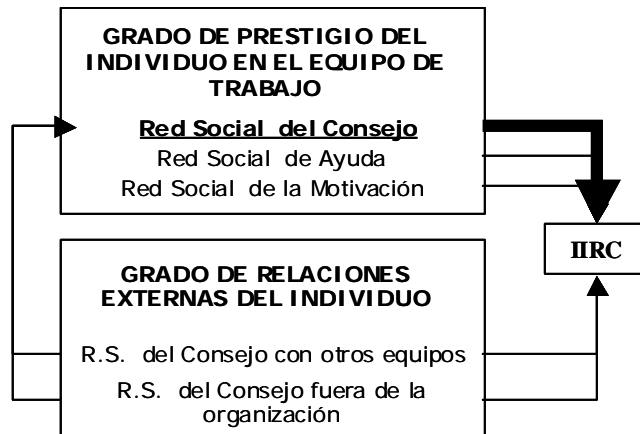 GRADO DE PRESTIGIO DEL
INDIVIDUO EN EL EQUIPO DE
TRABAJO
Red Social del Consejo
Red Social de Ayuda
Red Social de la Motivación
IIRC
GRADO DE RELACIONES
EXTERNAS DEL INDIVIDUO
R.S. del Consejo con otros equipos
R.S. del Consejo fuera de la
organización